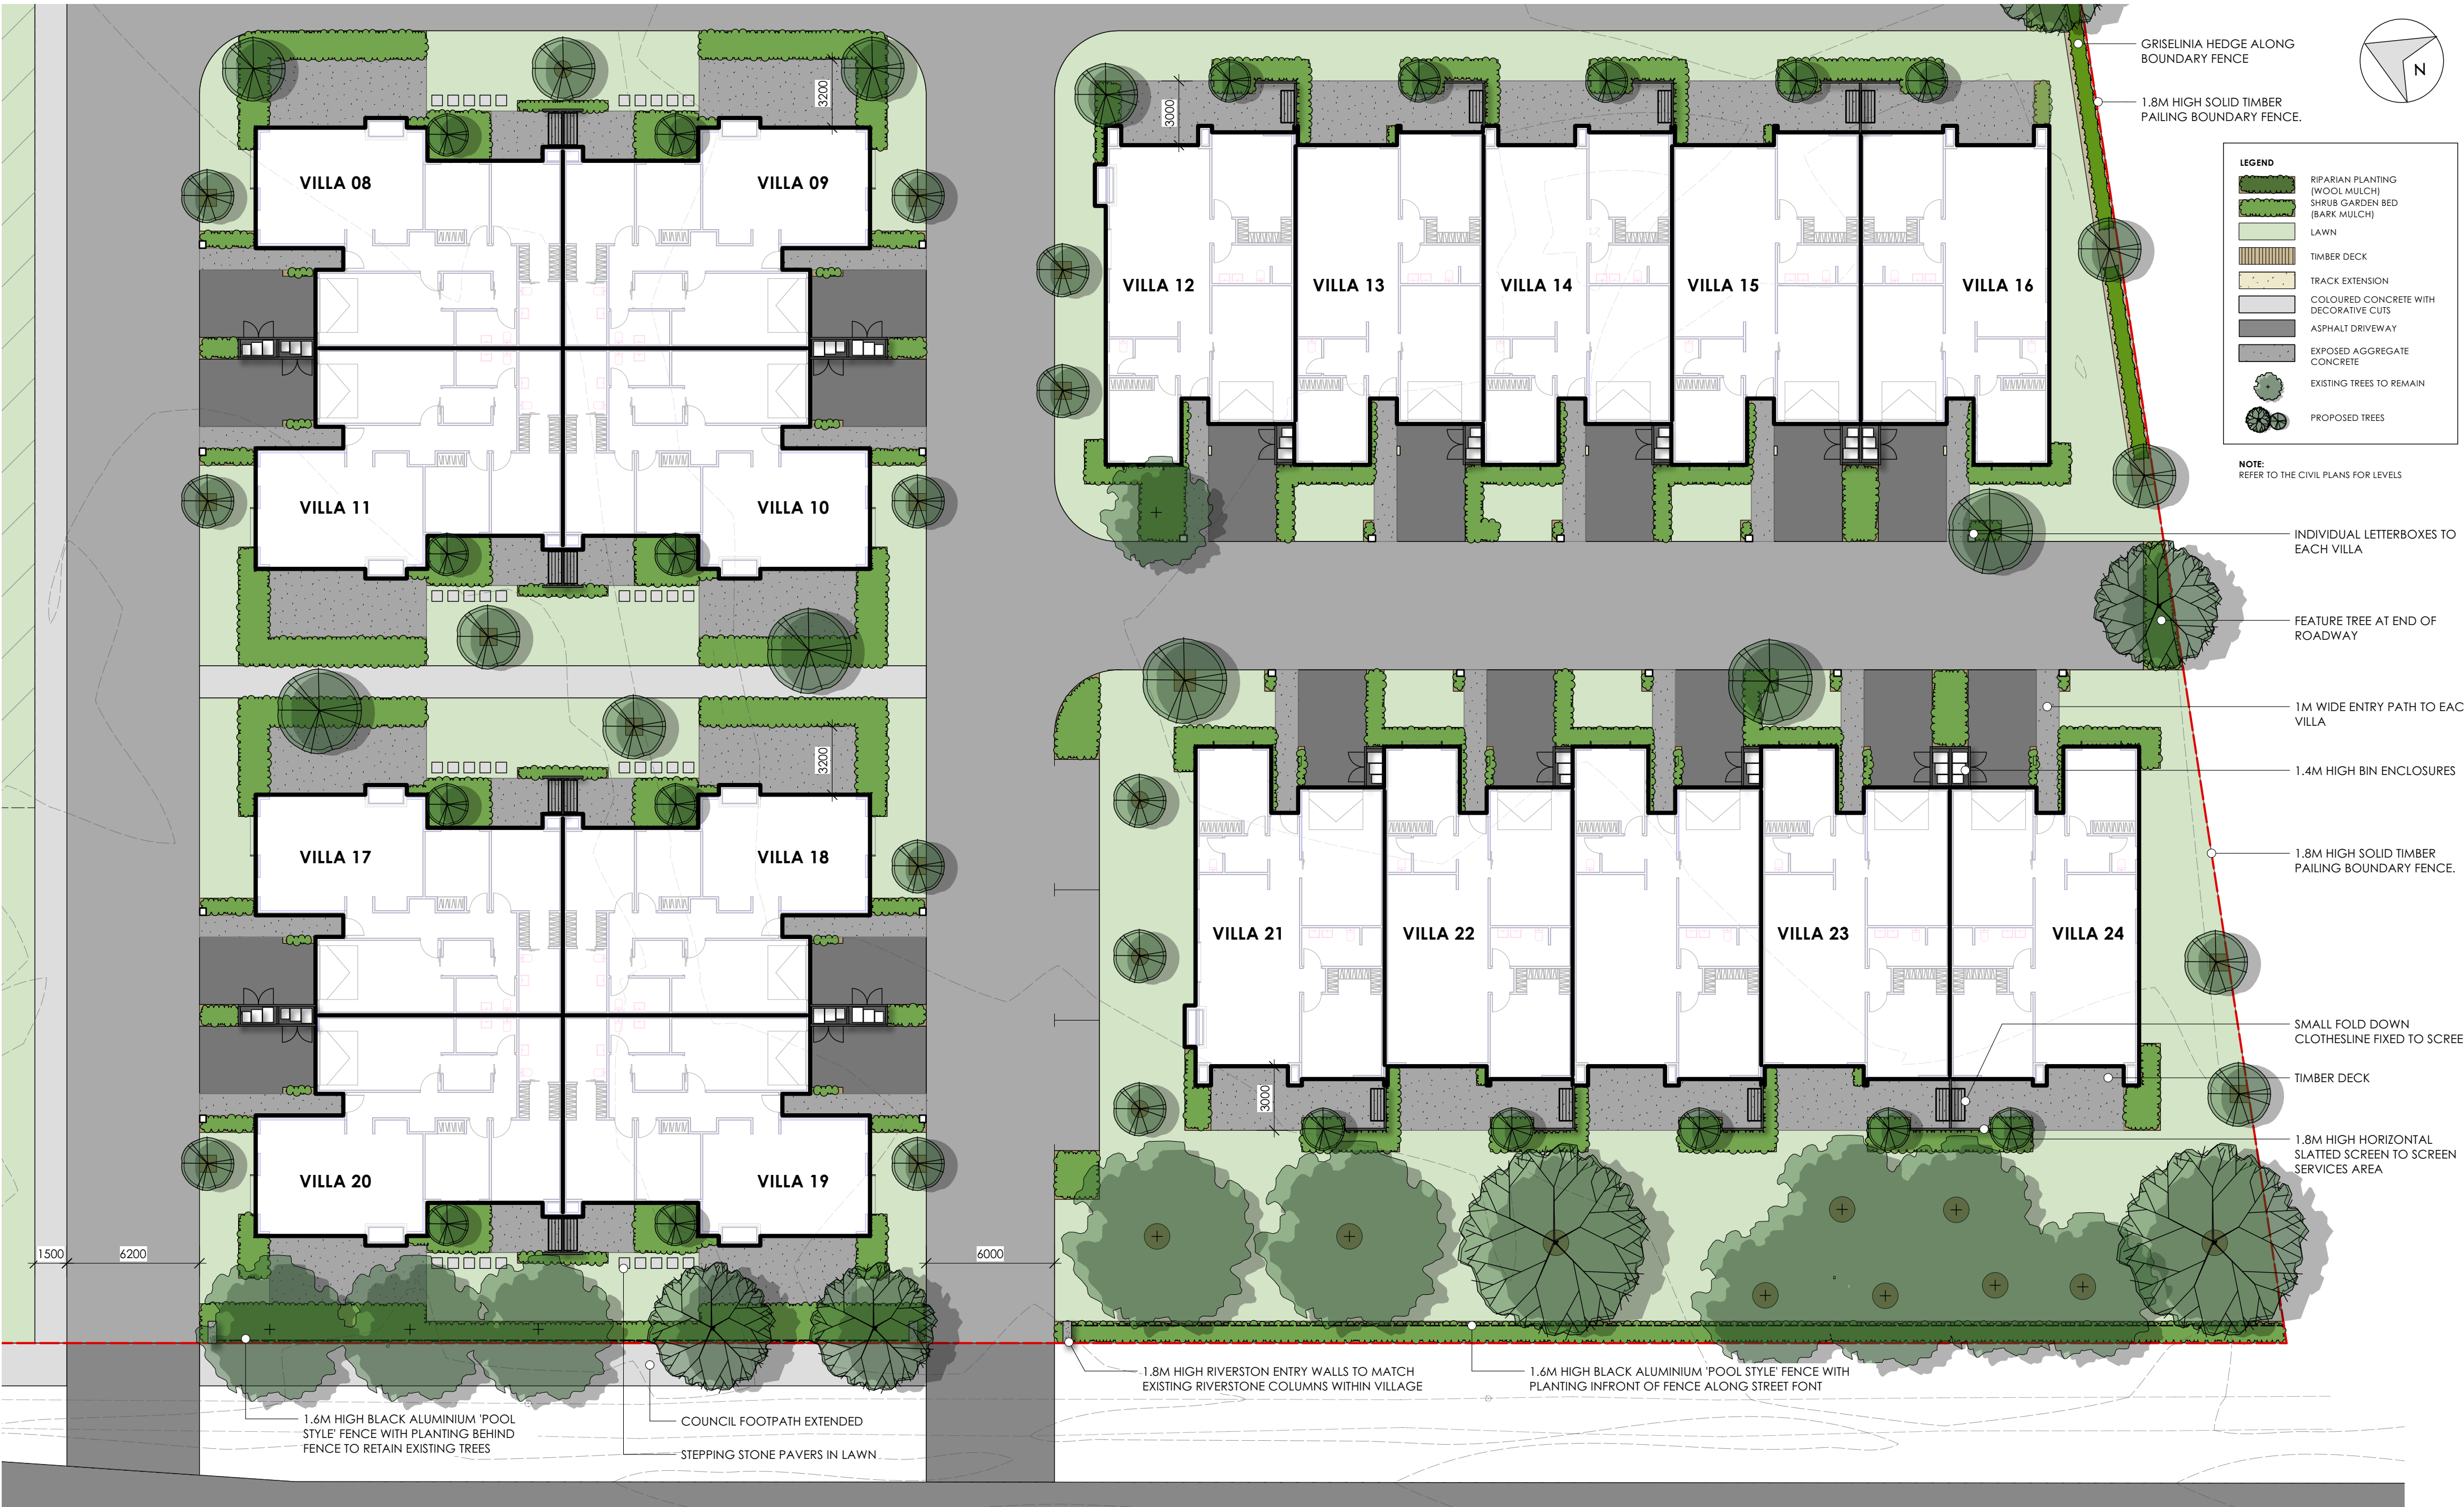 GRISELINIA HEDGE ALONG
BOUNDARY FENCE
N
1.8M HIGH SOLID TIMBER
PAILING BOUNDARY FENCE.
3200
3000
LEGEND
RIPARIAN PLANTING
(WOOL MULCH)
SHRUB GARDEN BED
(BARK MULCH)
LAWN
TIMBER DECK
TRACK EXTENSION
COLOURED CONCRETE WITH
DECORATIVE CUTS
ASPHALT DRIVEWAY
EXPOSED AGGREGATE
CONCRETE
EXISTING TREES TO REMAIN
PROPOSED TREES
NOTE:
REFER TO THE CIVIL PLANS FOR LEVELS
VILLA 08
VILLA 09
VILLA 12
VILLA 13
VILLA 14
VILLA 15
VILLA 16
VILLA 11
VILLA 10
INDIVIDUAL LETTERBOXES TO
EACH VILLA
FEATURE TREE AT END OF
ROADWAY
1M WIDE ENTRY PATH TO EAC
VILLA
3200
1.4M HIGH BIN ENCLOSURES
VILLA 17
VILLA 18
1.8M HIGH SOLID TIMBER
PAILING BOUNDARY FENCE.
VILLA 21
VILLA 22
VILLA 23
VILLA 24
SMALL FOLD DOWN
CLOTHESLINE FIXED TO SCREE
TIMBER DECK
3000
1.8M HIGH HORIZONTAL
SLATTED SCREEN TO SCREEN
SERVICES AREA
VILLA 20
VILLA 19
1500
6200
6000
1.8M HIGH RIVERSTON ENTRY WALLS TO MATCH
EXISTING RIVERSTONE COLUMNS WITHIN VILLAGE
1.6M HIGH BLACK ALUMINIUM 'POOL STYLE' FENCE WITH
PLANTING INFRONT OF FENCE ALONG STREET FONT
1.6M HIGH BLACK ALUMINIUM 'POOL
STYLE' FENCE WITH PLANTING BEHIND
FENCE TO RETAIN EXISTING TREES
COUNCIL FOOTPATH EXTENDED
STEPPING STONE PAVERS IN LAWN